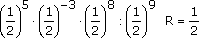 (1/2)^5 · (1/2)^-3 · (1/2)^8 : (1/2)^9 R = 1/2